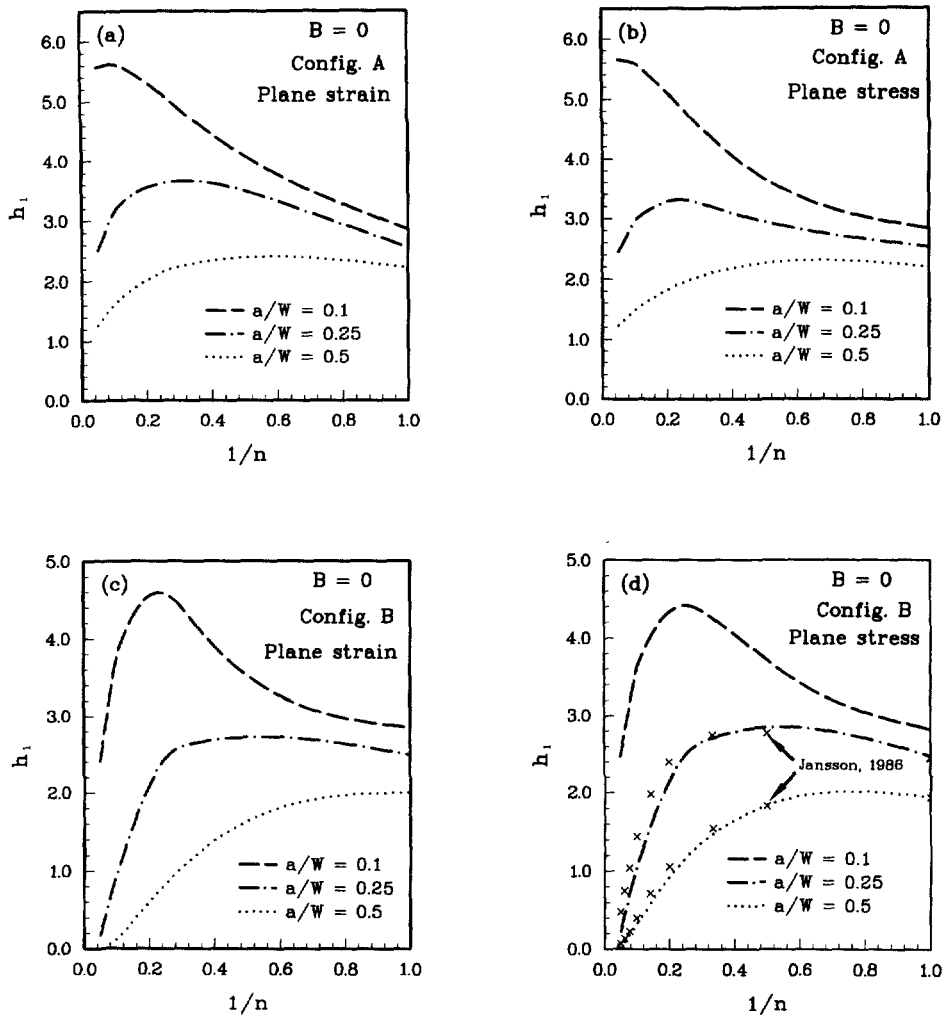 (a)
B = 0
Config. A
Plane strain
h₁
6.0
5.0
4.0
3.0
2.0
1.0
0.0
a/W = 0.1
a/W = 0.25
a/W = 0.5
0.0 0.2 0.4 0.6 0.8 1.0
1/n
(b)
B = 0
Config. A
Plane stress
h₁
6.0
5.0
4.0
3.0
2.0
1.0
0.0
a/W = 0.1
a/W = 0.25
a/W = 0.5
0.0 0.2 0.4 0.6 0.8 1.0
1/n
(c)
B = 0
Config. B
Plane strain
h₁
5.0
4.0
3.0
2.0
1.0
0.0
a/W = 0.1
a/W = 0.25
a/W = 0.5
0.0 0.2 0.4 0.6 0.8 1.0
1/n
(d)
B = 0
Config. B
Plane stress
h₁
5.0
4.0
3.0
2.0
1.0
0.0
Jansson, 1986
a/W = 0.1
a/W = 0.25
a/W = 0.5
0.0 0.2 0.4 0.6 0.8 1.0
1/n